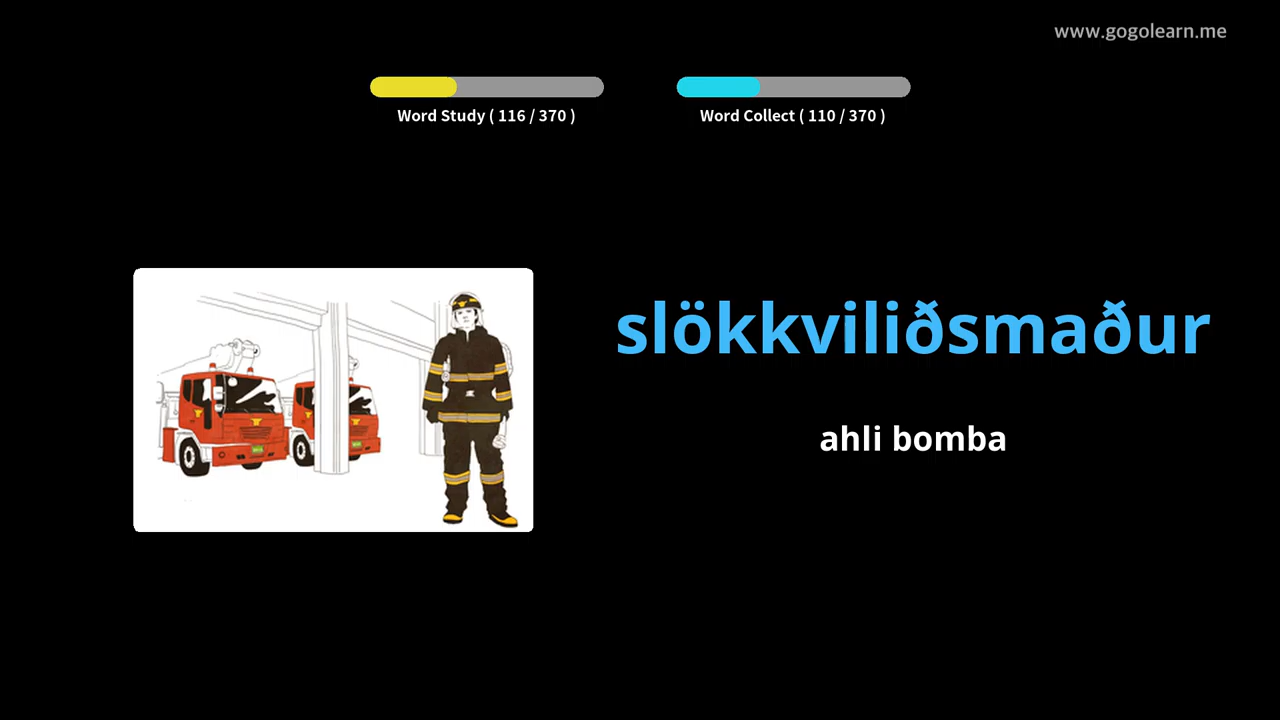 www.gogolearn.me
Word Study ( 116 / 370 )
Word Collect ( 110 / 370 )
slökkviliðsmaður
ahli bomba